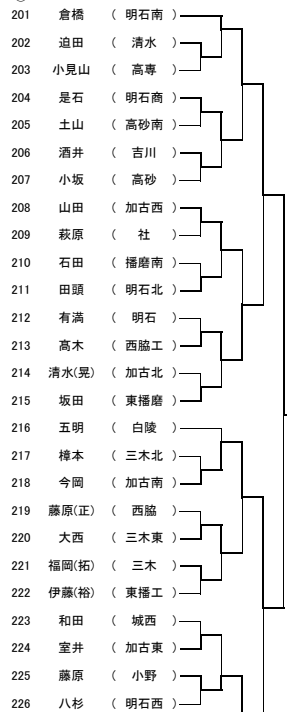 201 倉橋 ( 明石南 )
202 迫田 ( 清水 )
203 小見山 ( 高専 )
204 是石 ( 明石商 )
205 土山 ( 高砂南 )
206 酒井 ( 吉川 )
207 小坂 ( 高砂 )
208 山田 ( 加古西 )
209 萩原 ( 社 )
210 石田 ( 播磨南 )
211 田頭 ( 明石北 )
212 有満 ( 明石 )
213 髙木 ( 西脇工 )
214 清水(晃) ( 加古北 )
215 坂田 ( 東播磨 )
216 五明 ( 白陵 )
217 樟本 ( 三木北 )
218 今岡 ( 加古南 )
219 藤原(正) ( 西脇 )
220 大西 ( 三木東 )
221 福岡(拓) ( 三木 )
222 伊藤(裕) ( 東播工 )
223 和田 ( 城西 )
224 室井 ( 加古東 )
225 藤原 ( 小野 )
226 八杉 ( 明石西 )